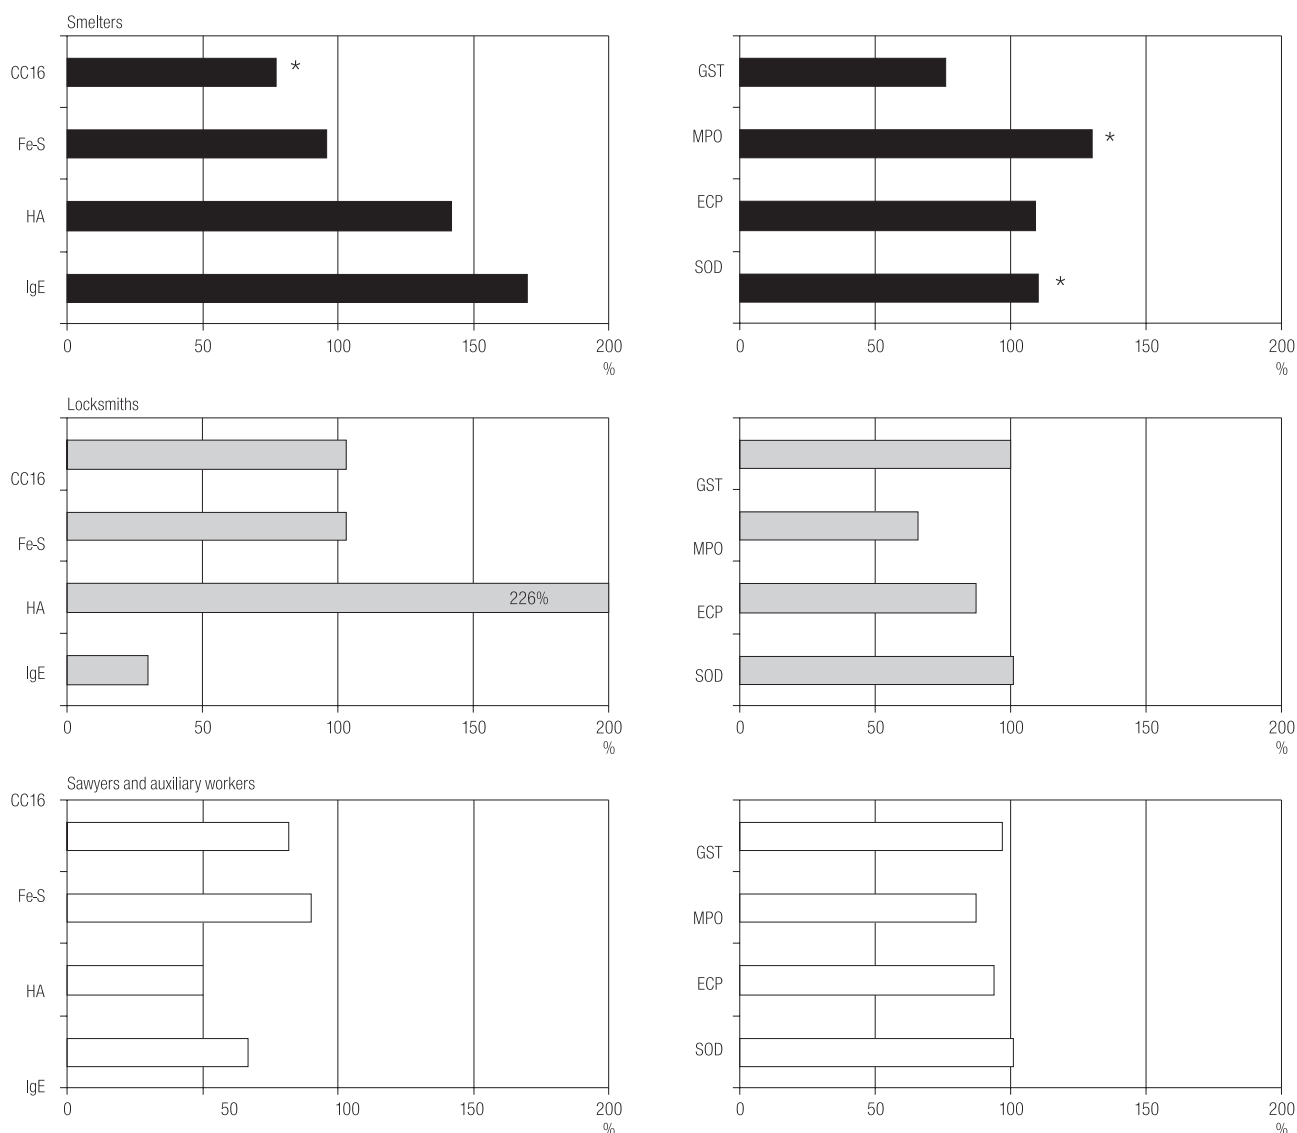 Smelters
CC16
*
Fe-S
HA
IgE
0 50 100 150 200
%
GST
MPO
*
ECP
SOD
*
0 50 100 150 200
%
Locksmiths
CC16
Fe-S
HA
226%
IgE
0 50 100 150 200
%
GST
MPO
ECP
SOD
0 50 100 150 200
%
Sawyers and auxiliary workers
CC16
Fe-S
HA
IgE
0 50 100 150 200
%
GST
MPO
ECP
SOD
0 50 100 150 200
%